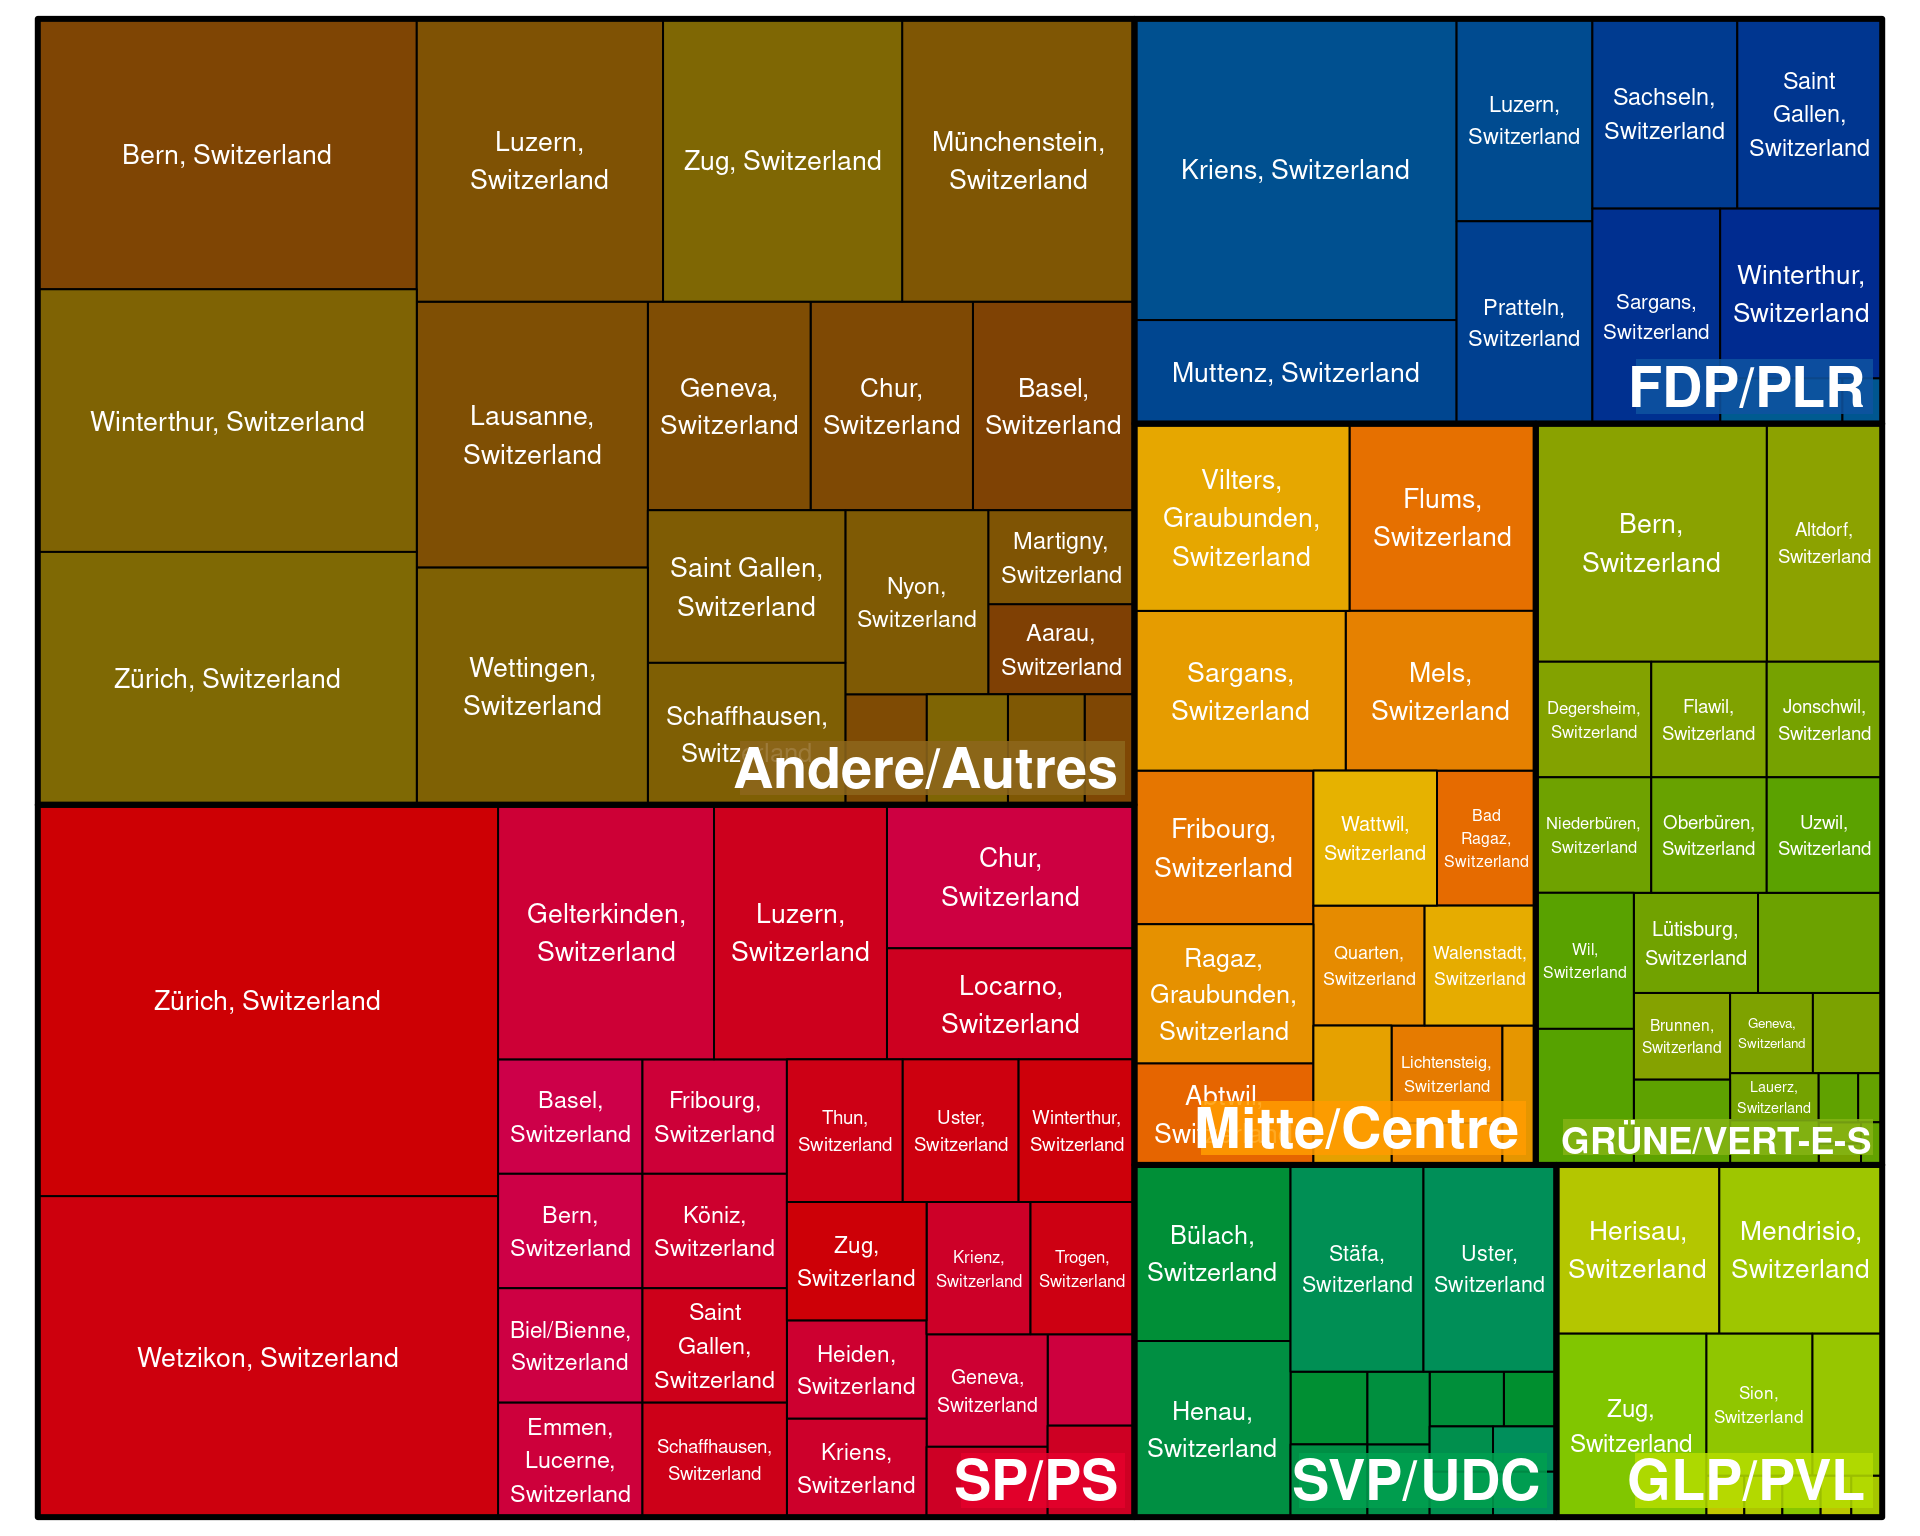 Bern, Switzerland
Winterthur, Switzerland
Zürich, Switzerland
Luzern,
Switzerland
Zug, Switzerland
Münchenstein,
Switzerland
Lausanne,
Switzerland
Wettingen,
Switzerland
Geneva,
Switzerland
Chur,
Switzerland
Basel,
Switzerland
Saint Gallen,
Switzerland
Nyon,
Switzerland
Martigny,
Switzerland
Aarau,
Switzerland
Schaffhausen,
Switzerland
Andere/Autres
Zürich, Switzerland
Wetzikon, Switzerland
Gelterkinden,
Switzerland
Luzern,
Switzerland
Chur,
Switzerland
Locarno,
Switzerland
Basel,
Switzerland
Fribourg,
Switzerland
Bern,
Switzerland
Köniz,
Switzerland
Biel/Bienne,
Switzerland
Saint
Gallen,
Switzerland
Emmen,
Lucerne,
Switzerland
Schaffhausen,
Switzerland
Thun,
Switzerland
Uster,
Switzerland
Winterthur,
Switzerland
Zug,
Switzerland
Krienz,
Switzerland
Trogen,
Switzerland
Heiden,
Switzerland
Geneva,
Switzerland
Kriens,
Switzerland
SP/PS
Kriens, Switzerland
Muttenz, Switzerland
Luzern,
Switzerland
Pratteln,
Switzerland
Sachseln,
Switzerland
Saint
Gallen,
Switzerland
Sargans,
Switzerland
Winterthur,
Switzerland
FDP/PLR
Vilters,
Graubunden,
Switzerland
Flums,
Switzerland
Sargans,
Switzerland
Mels,
Switzerland
Fribourg,
Switzerland
Wattwil,
Switzerland
Bad
Ragaz,
Switzerland
Ragaz,
Graubunden,
Switzerland
Quarten,
Switzerland
Walenstadt,
Switzerland
Lichtensteig,
Switzerland
Abtwil,
Mitte/Centre
Bern,
Switzerland
Altdorf,
Switzerland
Degersheim,
Switzerland
Flawil,
Switzerland
Jonschwil,
Switzerland
Niederbüren,
Switzerland
Oberbüren,
Switzerland
Uzwil,
Switzerland
Wil,
Switzerland
Lütisburg,
Switzerland
Brunnen,
Switzerland
Geneva,
Switzerland
Lauerz,
Switzerland
GRÜNE/VERT-E-S
Bülach,
Switzerland
Henau,
Switzerland
Stäfa,
Switzerland
Uster,
Switzerland
SVP/UDC
Herisau,
Switzerland
Mendrisio,
Switzerland
Zug,
Switzerland
Sion,
Switzerland
GLP/PVL